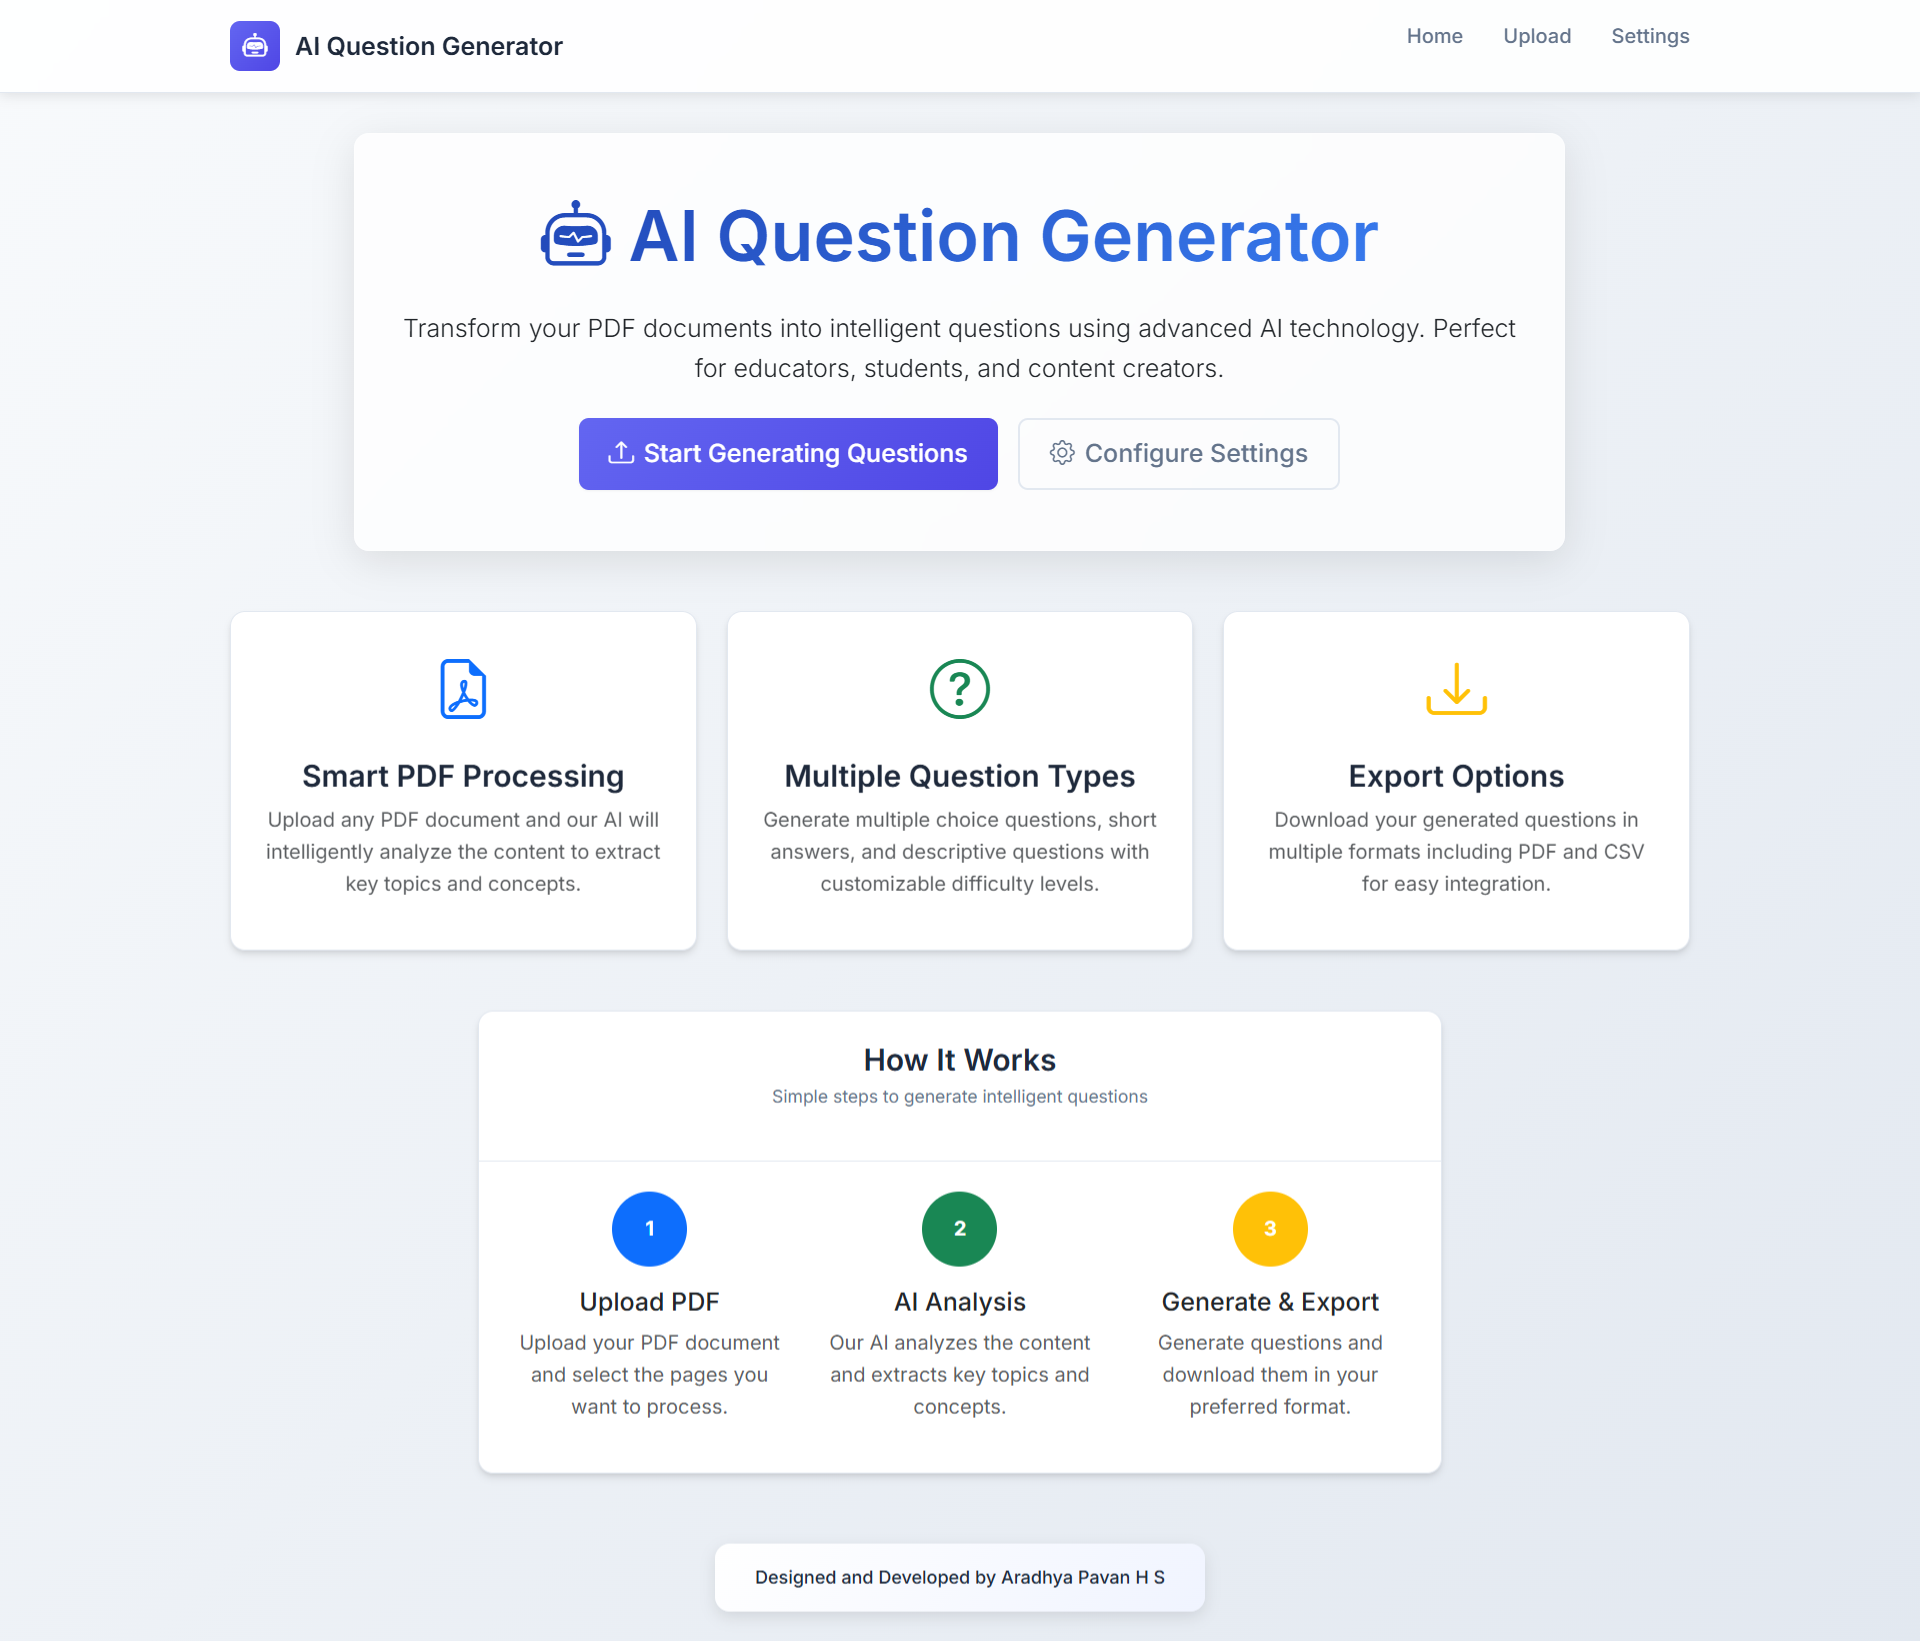 AI Question Generator
Home
Upload
Settings
AI Question Generator
Transform your PDF documents into intelligent questions using advanced AI technology. Perfect
for educators, students, and content creators.
Start Generating Questions
Configure Settings
Smart PDF Processing
Upload any PDF document and our AI will
intelligently analyze the content to extract
key topics and concepts.
Multiple Question Types
Generate multiple choice questions, short
answers, and descriptive questions with
customizable difficulty levels.
Export Options
Download your generated questions in
multiple formats including PDF and CSV
for easy integration.
How It Works
Simple steps to generate intelligent questions
1
Upload PDF
Upload your PDF document
and select the pages you
want to process.
2
AI Analysis
Our AI analyzes the content
and extracts key topics and
concepts.
3
Generate & Export
Generate questions and
download them in your
preferred format.
Designed and Developed by Aradhya Pavan H S